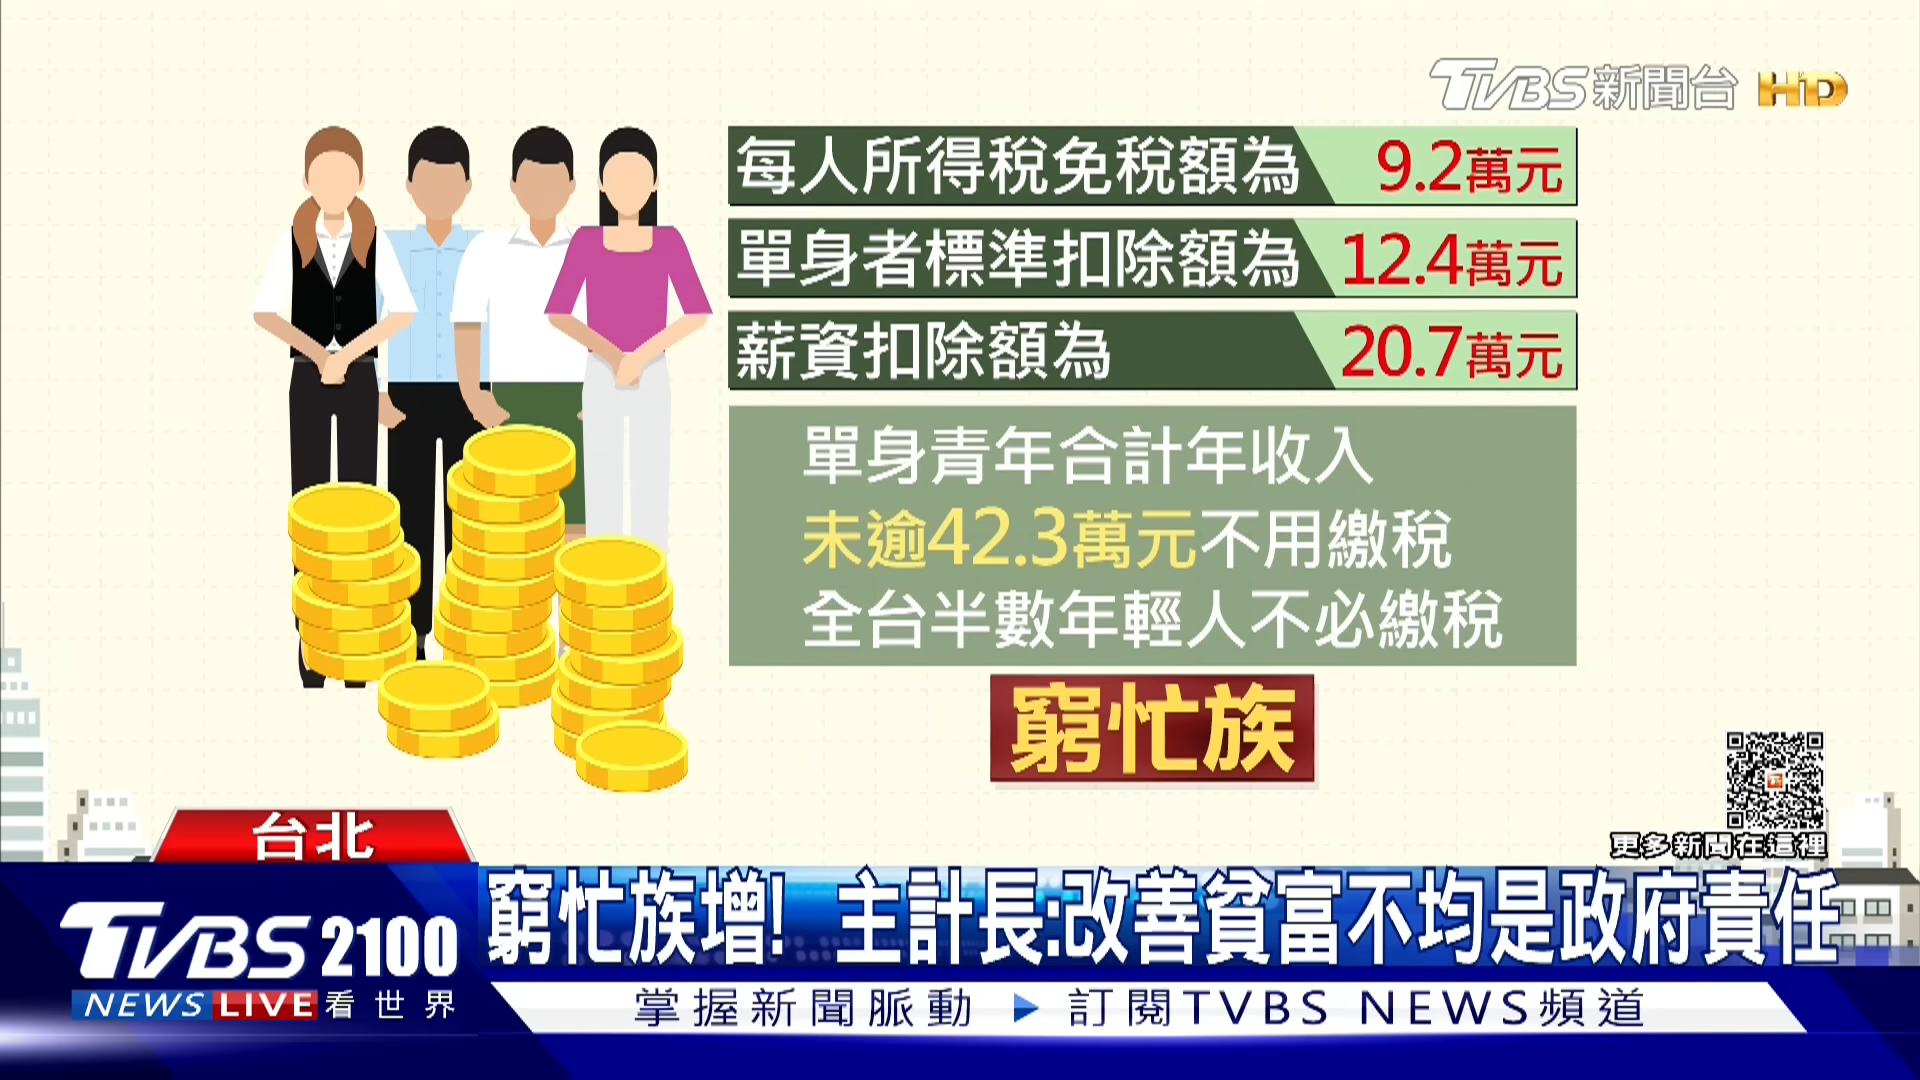 TVBS新聞台 HD
每人所得稅免稅額為 9.2萬元
單身者標準扣除額為 12.4萬元
薪資扣除額為 20.7萬元
單身青年合計年收入
未逾42.3萬元不用繳稅
全台半數年輕人不必繳稅
窮忙族
更多新聞在這裡
台北
窮忙族增! 主計長:改善貧富不均是政府責任
TVBS 2100
NEWS LIVE 看世界
掌握新聞脈動 ▶ 訂閱TVBS NEWS頻道